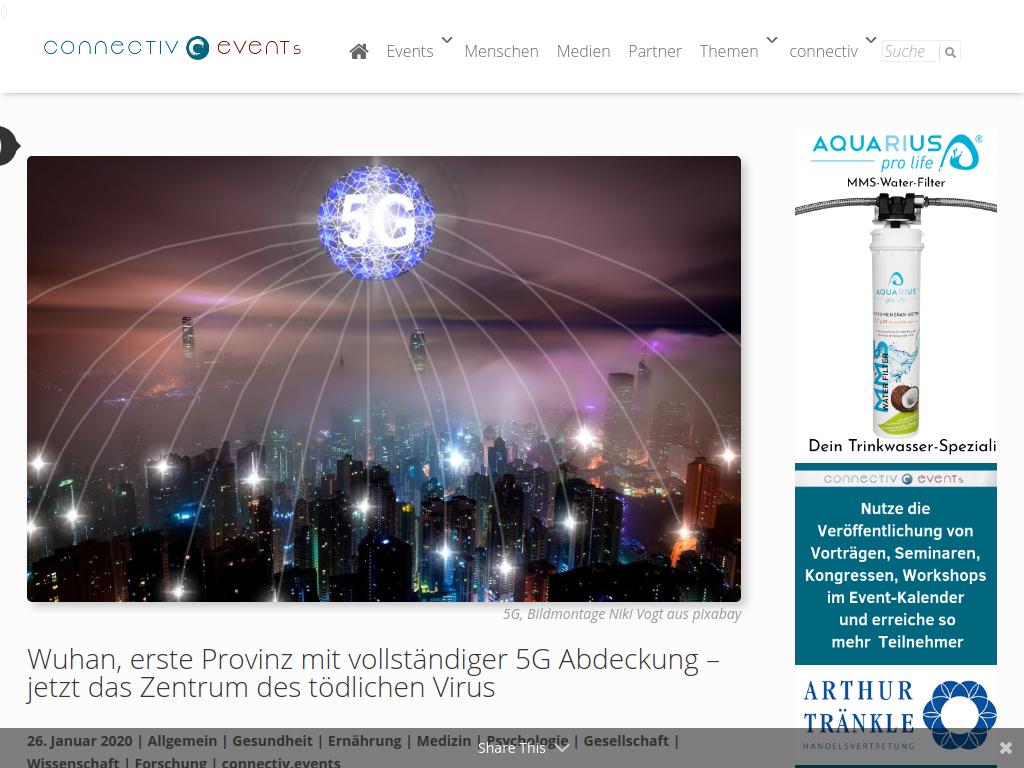 0
connectiv events
Events
Menschen
Medien
Partner
Themen
connectiv
Suche
5G
5G, Bildmontage Niki Vogt aus pixabay
Wuhan, erste Provinz mit vollständiger 5G Abdeckung –
jetzt das Zentrum des tödlichen Virus
26. Januar 2020 | Allgemein | Gesundheit | Ernährung | Medizin | Psychologie | Gesellschaft |
Wissenschaft | Forschung | connectiv.events
AQUARIUS®
pro life
MMS-Water-Filter
AQUARIUS
pro life
MMS
WATER FILTER
Dein Trinkwasser-Speziali
connectiv events
Nutze die
Veröffentlichung von
Vorträgen, Seminaren,
Kongressen, Workshops
im Event-Kalender
und erreiche so
mehr Teilnehmer
ARTHUR
TRÄNKLE
HANDELSVERTRETUNG
Share This